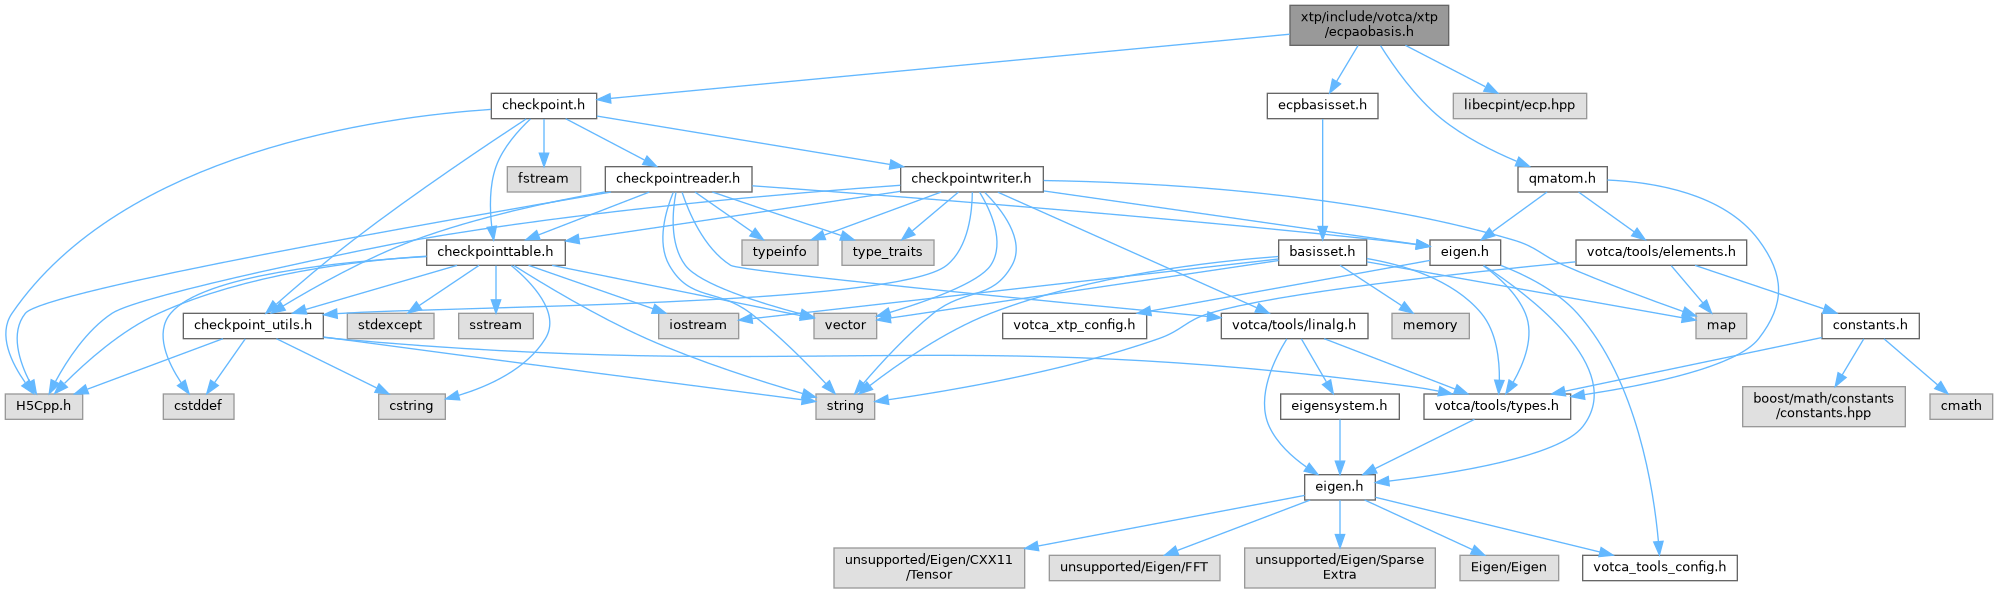 xtp/include/votca/xtp
/ecpaobasis.h
checkpoint.h
ecpbasisset.h
libecpint/ecp.hpp
fstream
checkpointreader.h
checkpointwriter.h
qmatom.h
checkpointtable.h
typeinfo
type_traits
basisset.h
eigen.h
votca/tools/elements.h
checkpoint_utils.h
stdexcept
sstream
iostream
vector
votca_xtp_config.h
votca/tools/linalg.h
memory
map
constants.h
H5Cpp.h
cstddef
cstring
string
eigensystem.h
votca/tools/types.h
boost/math/constants
/constants.hpp
cmath
eigen.h
unsupported/Eigen/CXX11
/Tensor
unsupported/Eigen/FFT
unsupported/Eigen/Sparse
Extra
Eigen/Eigen
votca_tools_config.h